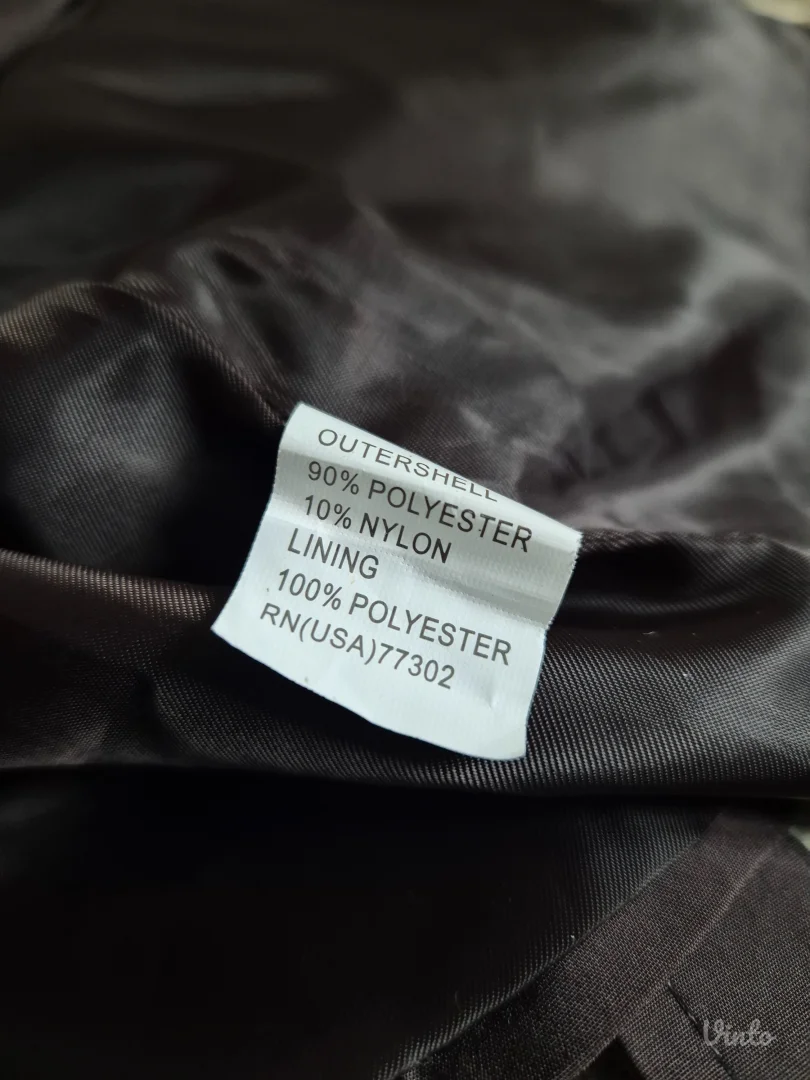 OUTERSHELL
90% POLYESTER
10% NYLON
LINING
100% POLYESTER
RN(USA)77302
Vinto